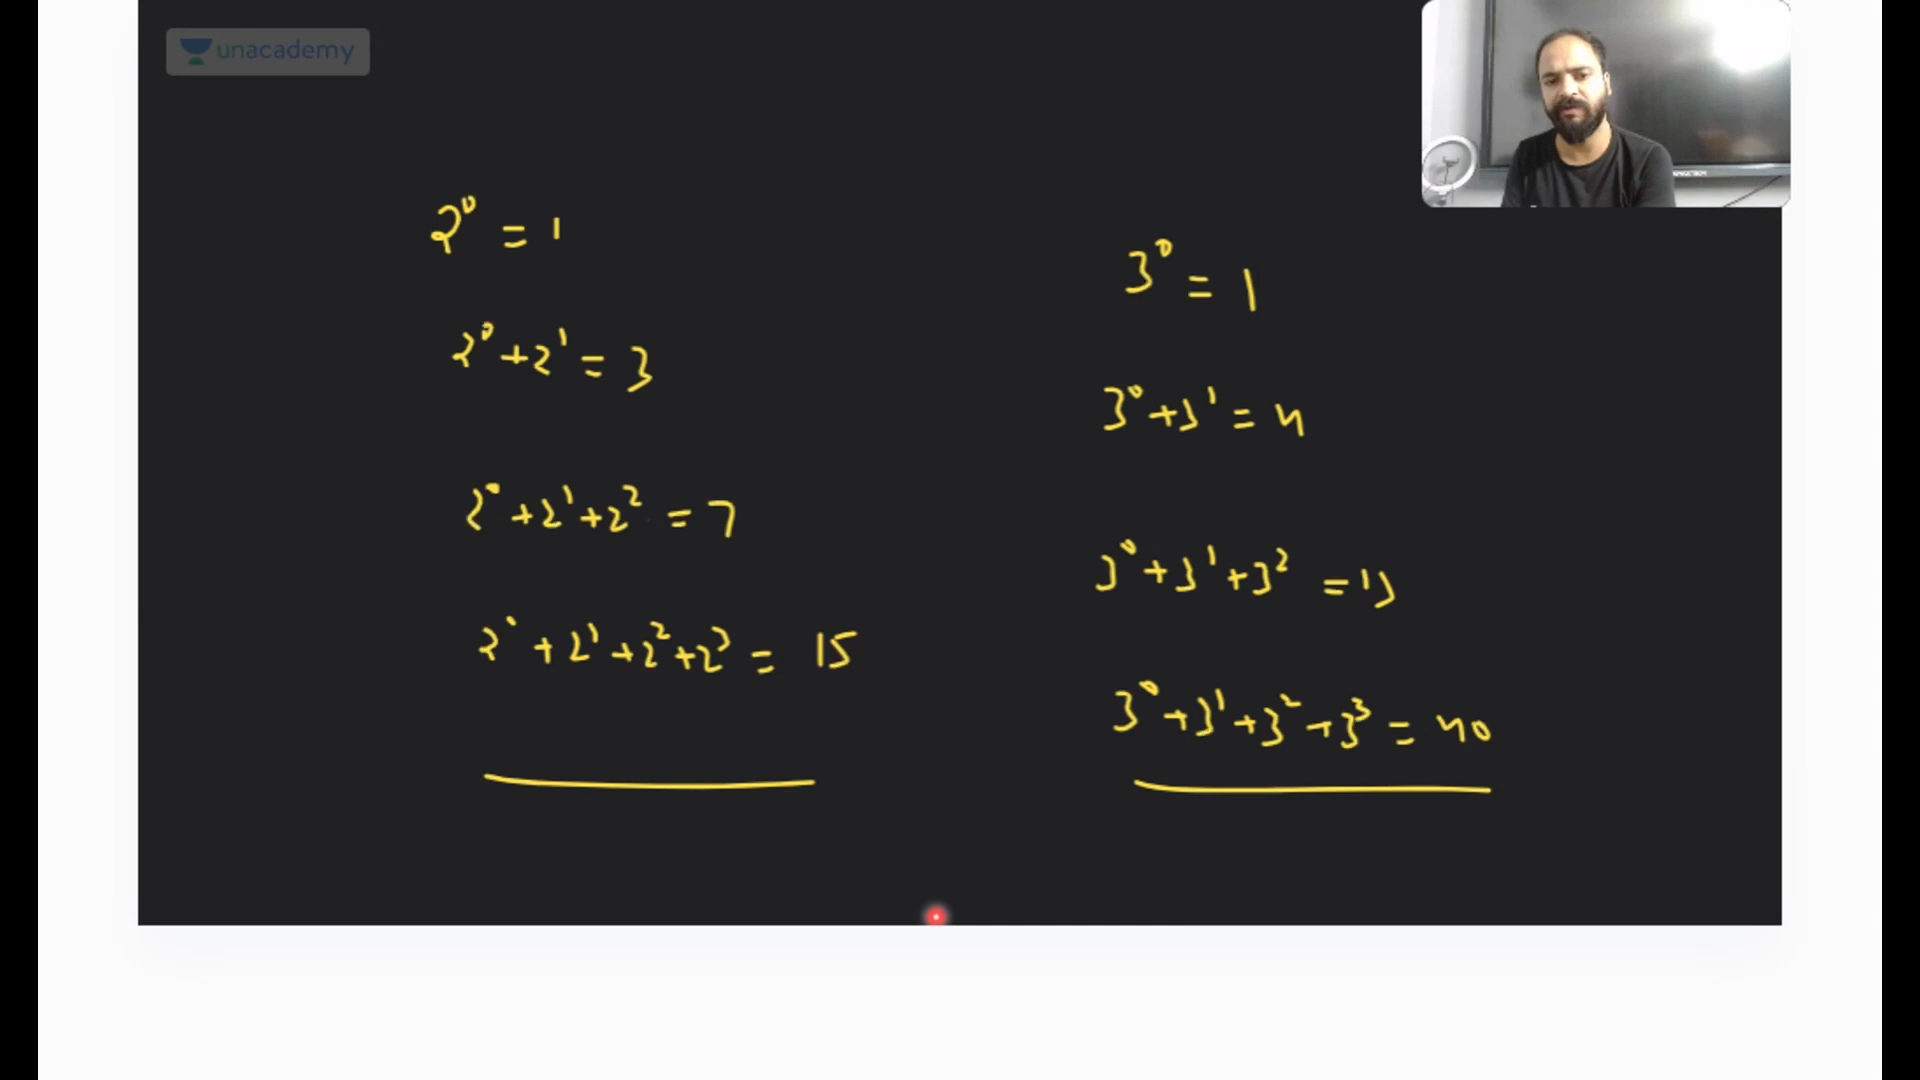 unacademy
2⁰ = 1
2⁰ + 2¹ = 3
2⁰ + 2¹ + 2² = 7
2⁰ + 2¹ + 2² + 2³ = 15
3⁰ = 1
3⁰ + 3¹ = 4
3⁰ + 3¹ + 3² = 13
3⁰ + 3¹ + 3² + 3³ = 40